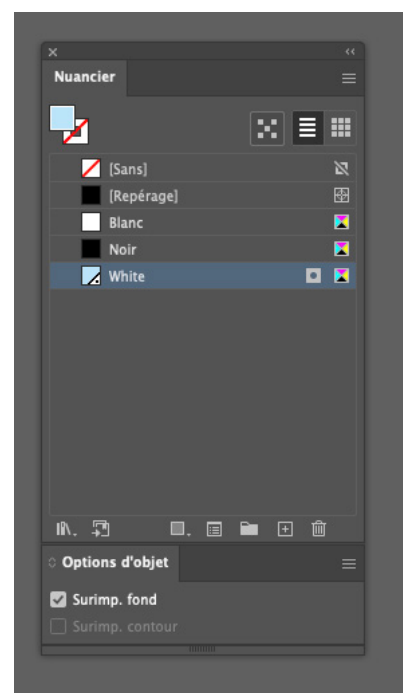 Nuancier
[Sans]
[Repérage]
Blanc
Noir
White
Options d'objet
Surimp. fond
Surimp. contour